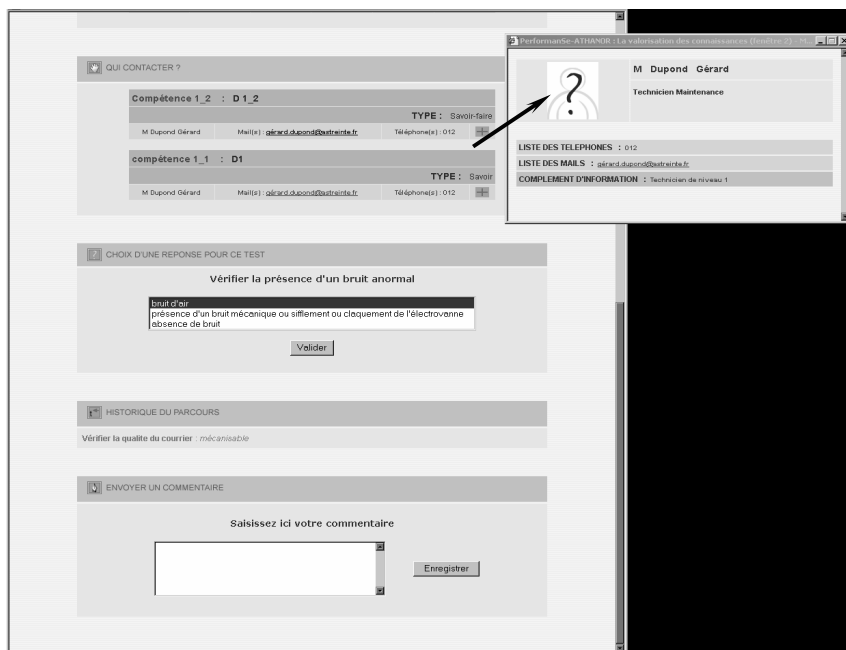 QUI CONTACTER ?
Compétence 1_2 : D 1_2
TYPE : Savoir-faire
M Dupond Gérard Mail(s) : gérard.dupond@astreinte.fr Téléphone(s) : 012
compétence 1_1 : D1
TYPE : Savoir
M Dupond Gérard Mail(s) : gérard.dupond@astreinte.fr Téléphone(s) : 012
PerformanSe-ATHANOR : La valorisation des connaissances (fenêtre 2) - M...
M Dupond Gérard
Technicien Maintenance
LISTE DES TELEPHONES : 012
LISTE DES MAILS : gérard.dupond@astreinte.fr
COMPLEMENT D'INFORMATION : Technicien de niveau 1
CHOIX D'UNE REPONSE POUR CE TEST
Vérifier la présence d'un bruit anormal
bruit d'air
présence d'un bruit mécanique ou sifflement ou claquement de l'électrovanne
absence de bruit
Valider
HISTORIQUE DU PARCOURS
Vérifier la qualite du courrier : mécanisable
ENVOYER UN COMMENTAIRE
Saisissez ici votre commentaire
Enregistrer